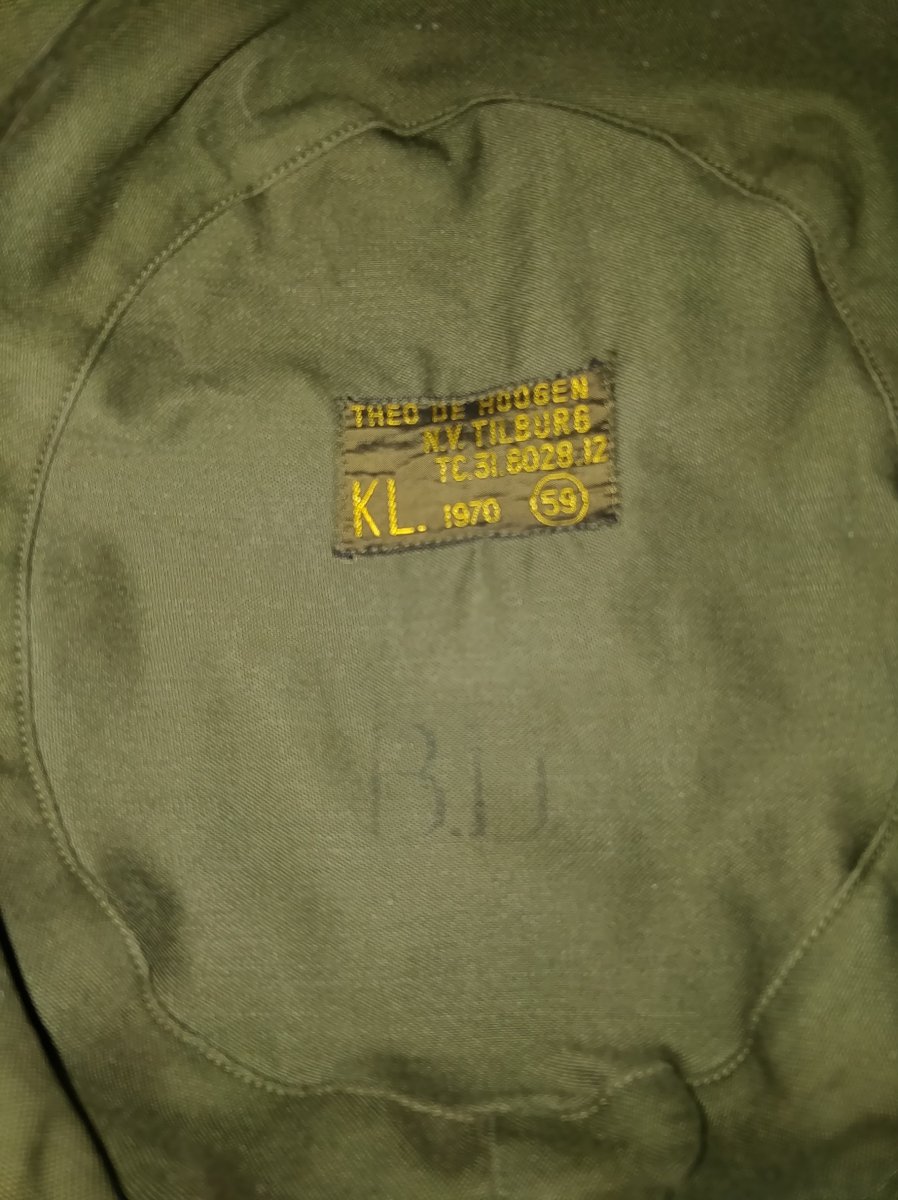 THEO DE HOOGEN
N.V. TILBURG
TC.31.8028.12
KL. 1970 59
B.D